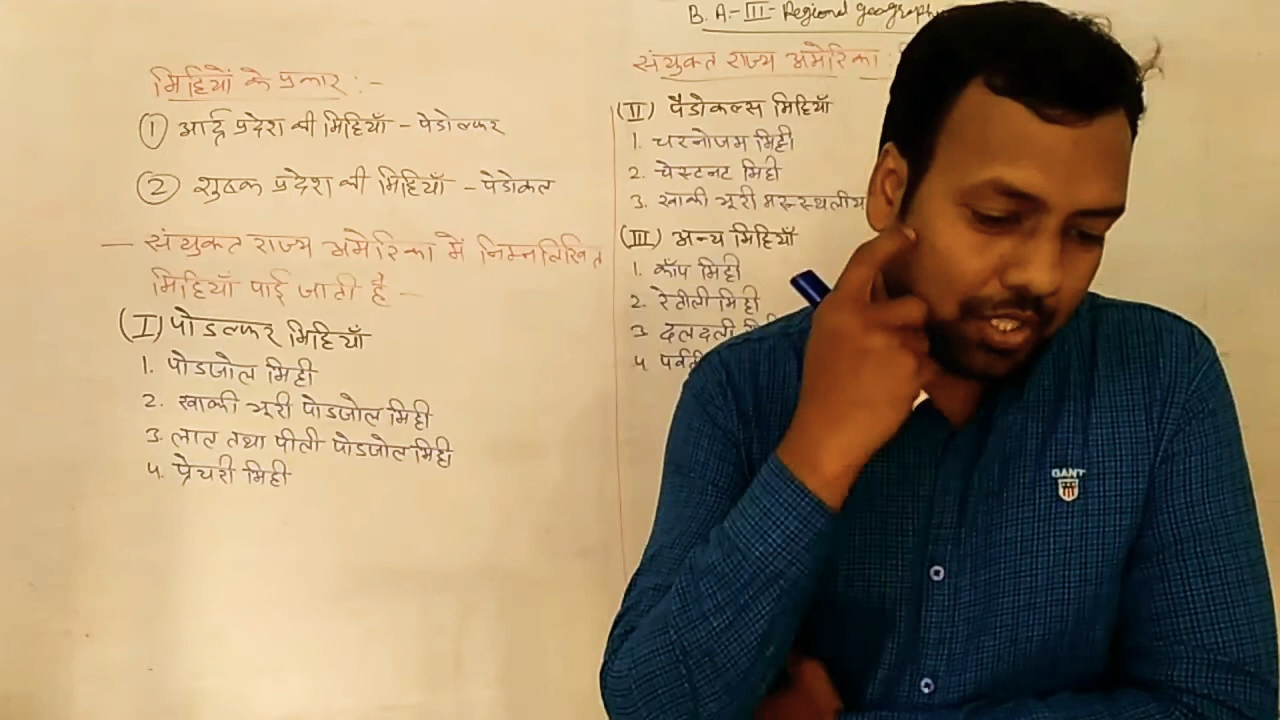 मिट्टियों के प्रकार :-
① आर्द्र प्रदेश की मिट्टियाँ - पेडोल्फर
② शुष्क प्रदेश की मिट्टियाँ - पेडोकल
— संयुक्त राज्य अमेरिका में निम्नलिखित
मिट्टियाँ पाई जाती है -
(I) पोडल्फर मिट्टियाँ
1. पोडजोल मिट्टी
2. खाकी भूरी पोडजोल मिट्टी
3. लाल तथा पीली पोडजोल मिट्टी
4. प्रेयरी मिट्टी
B.A.-III- Regional geography
संयुक्त राज्य अमेरिका :
(II) पैडोकल्स मिट्टियाँ
1. चरनोजम मिट्टी
2. चेस्टनट मिट्टी
3. खाकी भूरी मरुस्थलीय
(III) अन्य मिट्टियाँ
1. काँप मिट्टी
2. रेतीली मिट्टी
3 दलदली
4
GANT